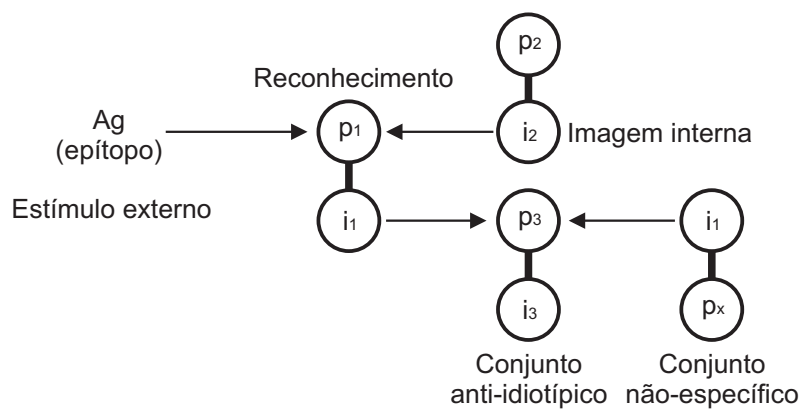 p2
Reconhecimento
Ag
(epítopo)
p1
i2
Imagem interna
Estímulo externo
i1
p3
i1
i3
px
Conjunto
anti-idiotípico
Conjunto
não-específico